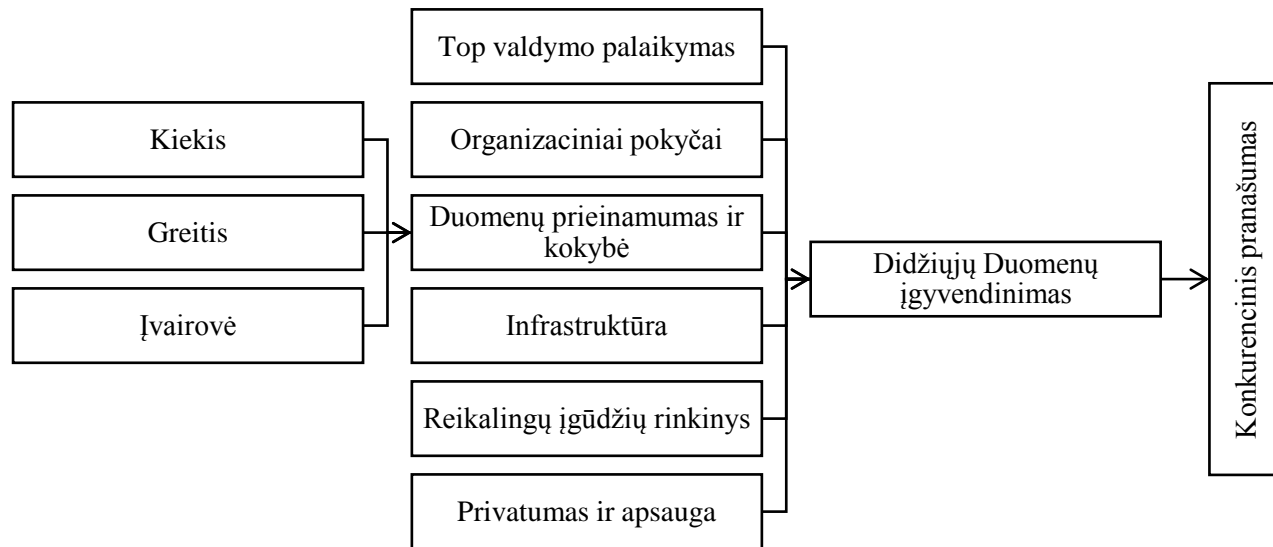 Kiekis
Greitis
Įvairovė
Top valdymo palaikymas
Organizaciniai pokyčai
Duomenų prieinamumas ir
kokybė
Infrastruktūra
Reikalingų įgūdžių rinkinys
Privatumas ir apsauga
Didžiųjų Duomenų
įgyvendinimas
Konkurencinis pranašumas